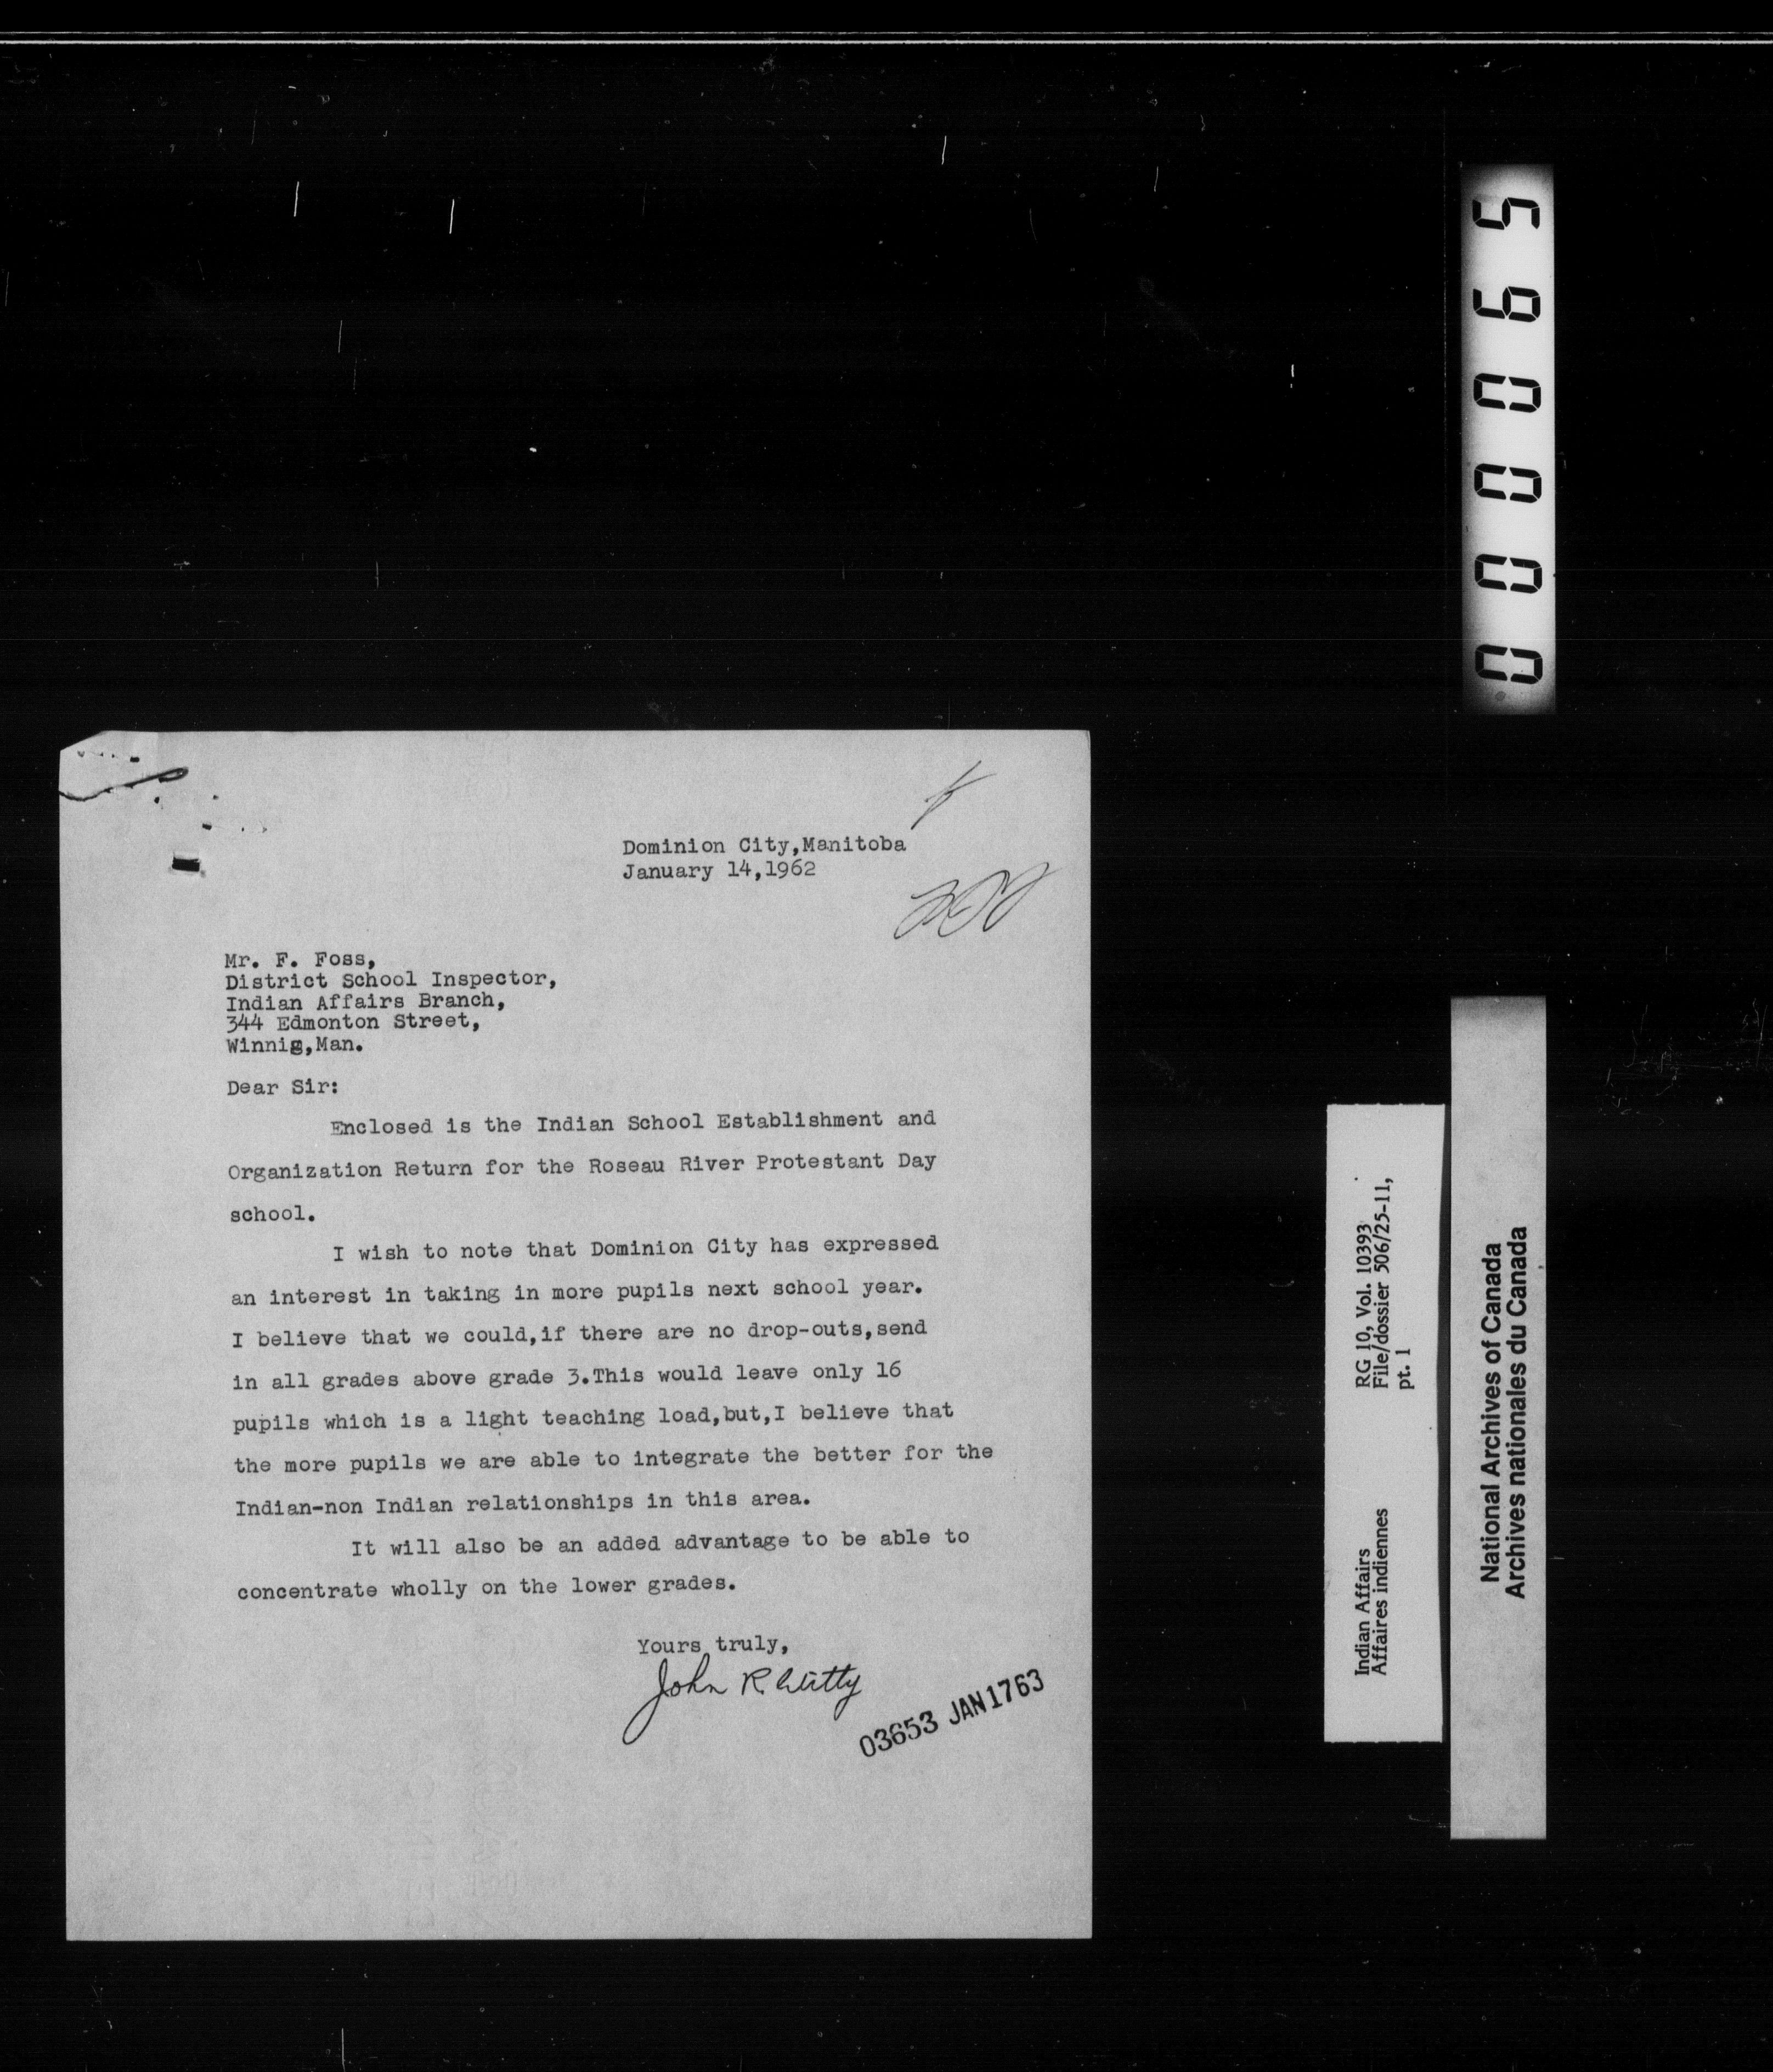 Dominion City,Manitoba
January 14,1962
Mr. F. Foss,
District School Inspector,
Indian Affairs Branch,
344 Edmonton Street,
Winnig,Man.
Dear Sir:
Enclosed is the Indian School Establishment and
Organization Return for the Roseau River Protestant Day
school.
I wish to note that Dominion City has expressed
an interest in taking in more pupils next school year.
I believe that we could,if there are no drop-outs,send
in all grades above grade 3.This would leave only 16
pupils which is a light teaching load,but,I believe that
the more pupils we are able to integrate the better for the
Indian-non Indian relationships in this area.
It will also be an added advantage to be able to
concentrate wholly on the lower grades.
Yours truly,
John R. Witty
03653 JAN1763
000065
Indian Affairs RG 10, Vol. 10393
Affaires indiennes File/dossier 506/25-11,
pt. 1
National Archives of Canada
Archives nationales du Canada